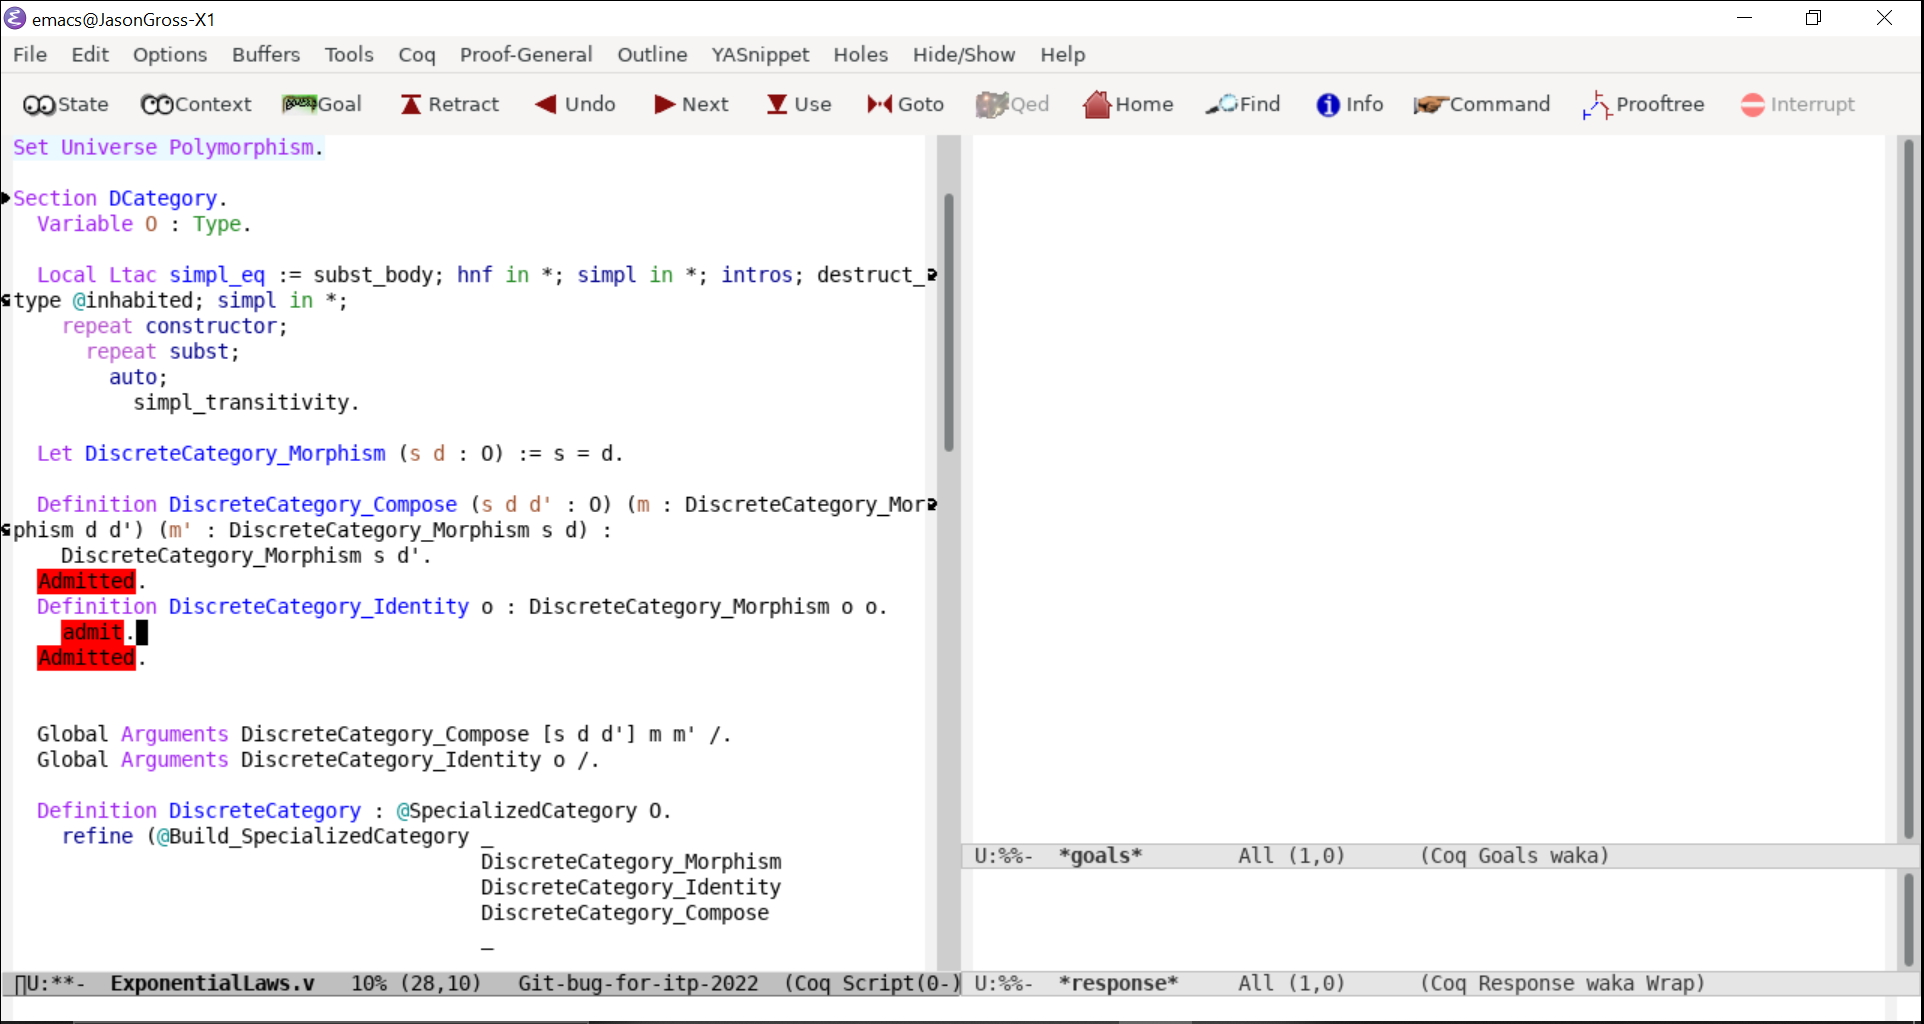 emacs@JasonGross-X1
File Edit Options Buffers Tools Coq Proof-General Outline YASnippet Holes Hide/Show Help
State Context Goal Retract Undo Next Use Goto Qed Home Find Info Command Prooftree Interrupt
Set Universe Polymorphism.
Section DCategory.
Variable O : Type.
Local Ltac simpl_eq := subst_body; hnf in *; simpl in *; intros; destruct_
type @inhabited; simpl in *;
repeat constructor;
repeat subst;
auto;
simpl_transitivity.
Let DiscreteCategory_Morphism (s d : O) := s = d.
Definition DiscreteCategory_Compose (s d d' : O) (m : DiscreteCategory_Mor
phism d d') (m' : DiscreteCategory_Morphism s d) :
DiscreteCategory_Morphism s d'.
Admitted.
Definition DiscreteCategory_Identity o : DiscreteCategory_Morphism o o.
admit.
Admitted.
Global Arguments DiscreteCategory_Compose [s d d'] m m' /.
Global Arguments DiscreteCategory_Identity o /.
Definition DiscreteCategory : @SpecializedCategory O.
refine (@Build_SpecializedCategory _
DiscreteCategory_Morphism
DiscreteCategory_Identity
DiscreteCategory_Compose
_
U:**- ExponentialLaws.v 10% (28,10) Git-bug-for-itp-2022 (Coq Script(0-)
U:%%- *goals* All (1,0) (Coq Goals waka)
U:%%- *response* All (1,0) (Coq Response waka Wrap)